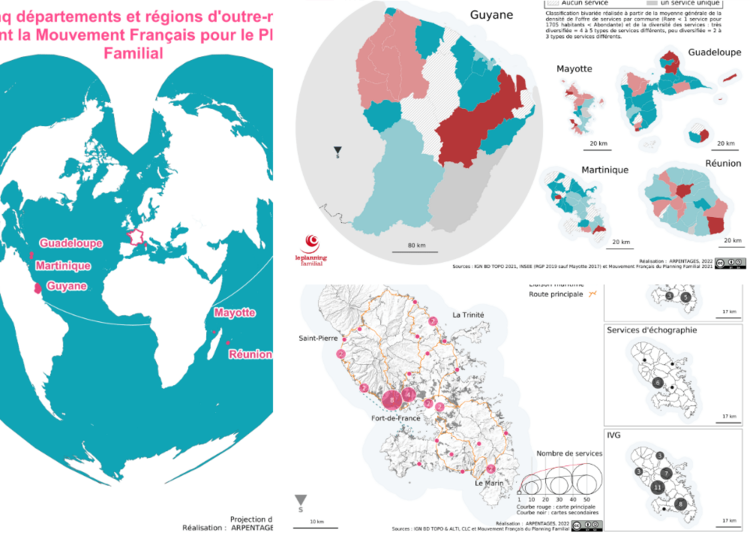 q départements et régions d'outre-m
nt la Mouvement Français pour le Pl
Familial
Guadeloupe
Martinique
Guyane
Mayotte
Réunion
Projection d
Réalisation : ARPENTAGE
Guyane
80 km
le planning
familial
Aucun service
un service unique
Classification bivariée réalisée à partir de la moyenne générale de la
densité de l'offre de services par commune (Rare < 1 service pour
1705 habitants < Abondante) et de la diversité des services : très
diversifiée = 4 à 5 types de services différents, peu diversifiée = 2 à
3 types de services différents.
Guadeloupe
Mayotte
20 km
20 km
Martinique
Réunion
20 km
20 km
Réalisation : ARPENTAGES, 2022
Sources : IGN BD TOPO 2021, INSEE (RGP 2019 sauf Mayotte 2017) et Mouvement Français du Planning Familial 2021
Route principale
La Trinité
Saint-Pierre
Fort-de-France
Le Marin
Nombre de services
1 10 20 30 40 50
Courbe rouge : carte principale
Courbe noir : cartes secondaires
S
10 km
Réalisation : ARPENTAGES, 2022
Sources : IGN BD TOPO & ALTI, CLC et Mouvement Français du Planning Familial
17 km
Services d'échographie
6
17 km
IVG
3
3
7
11
8
17 km